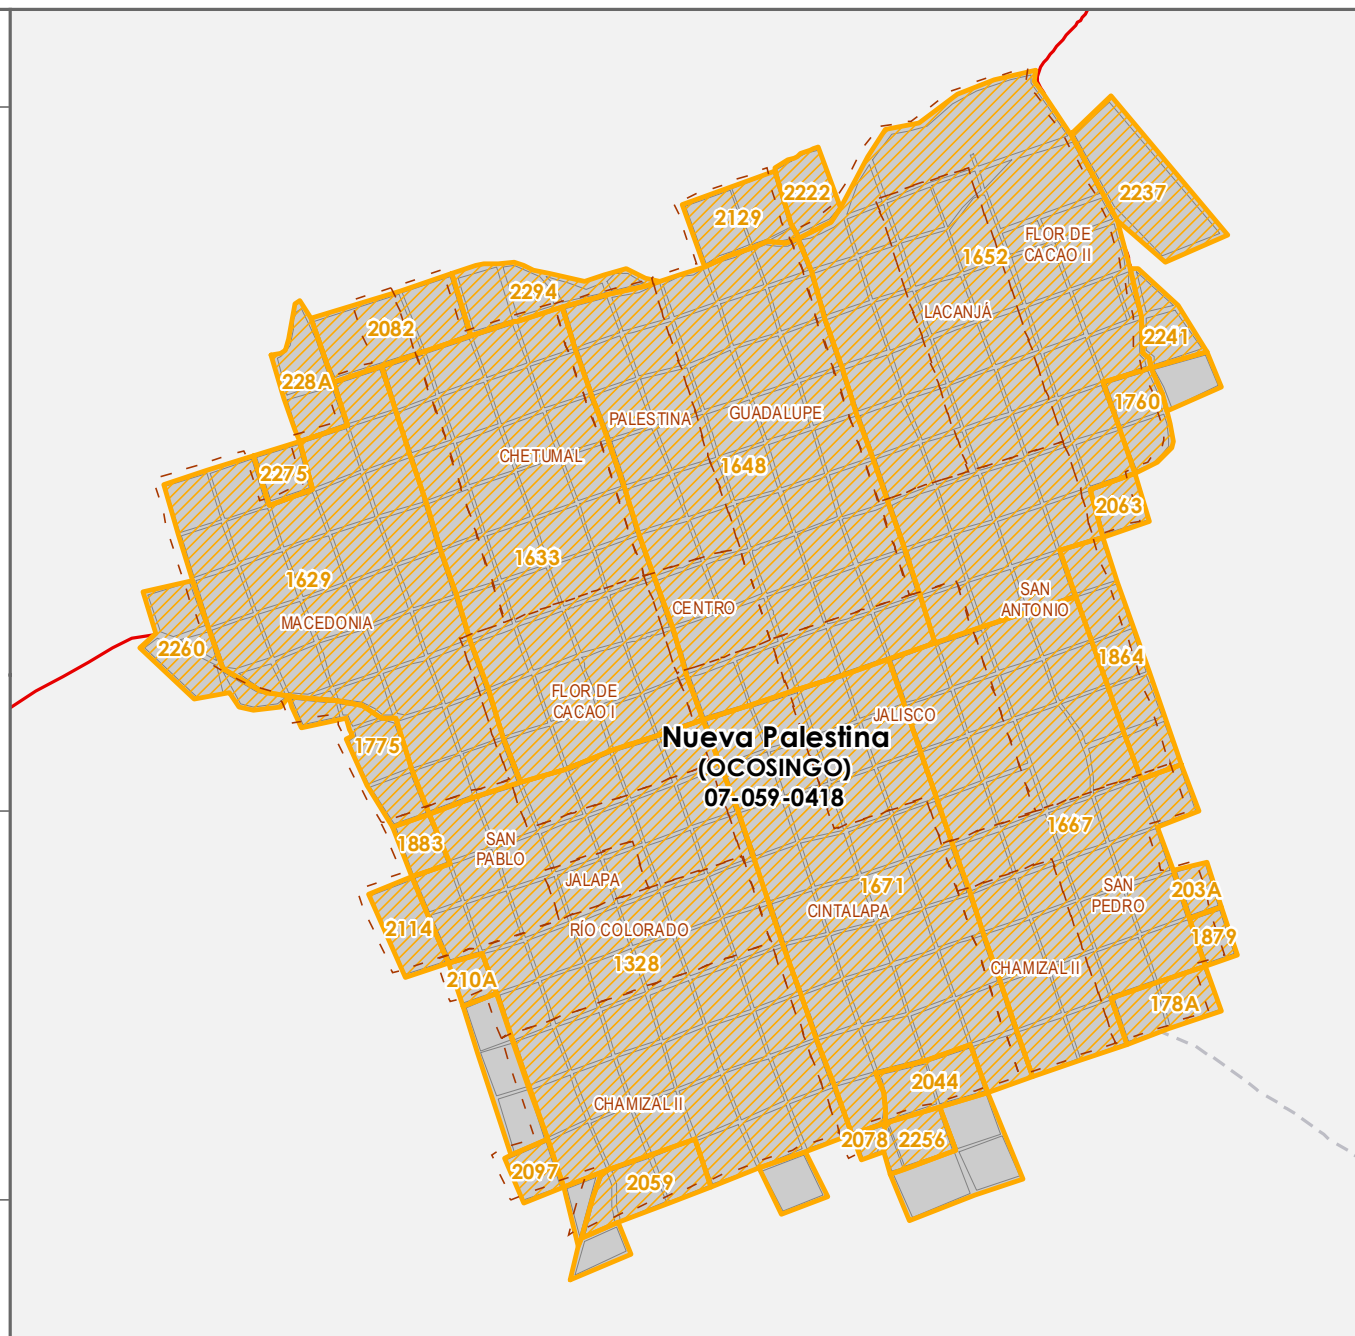 2222
2237
2129
FLOR DE
CACAO II
1652
2294
LACANJÁ
2082
2241
228A
1760
PALESTINA
GUADALUPE
CHETUMAL
1648
2275
2063
1633
1629
SAN
ANTONIO
CENTRO
MACEDONIA
2260
1864
FLOR DE
CACAO I
JALISCO
1775
Nueva Palestina
(OCOSINGO)
07-059-0418
1667
1883
SAN
PABLO
JALAPA
1671
SAN
PEDRO
203A
CINTALAPA
2114
RÍO COLORADO
1879
1328
CHAMIZAL II
210A
178A
2044
CHAMIZAL II
2078
2256
2097
2059